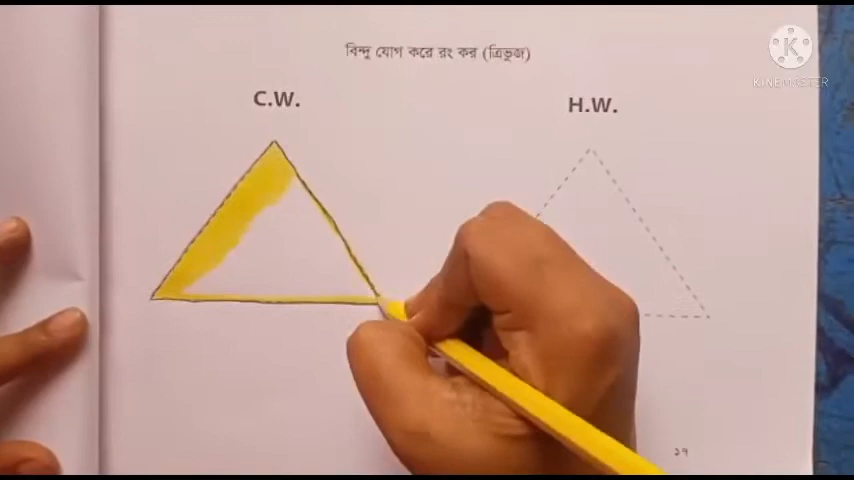 বিন্দু যোগ করে রং কর (ত্রিভুজ)
C.W.
H.W.
KINEMASTER
১৭